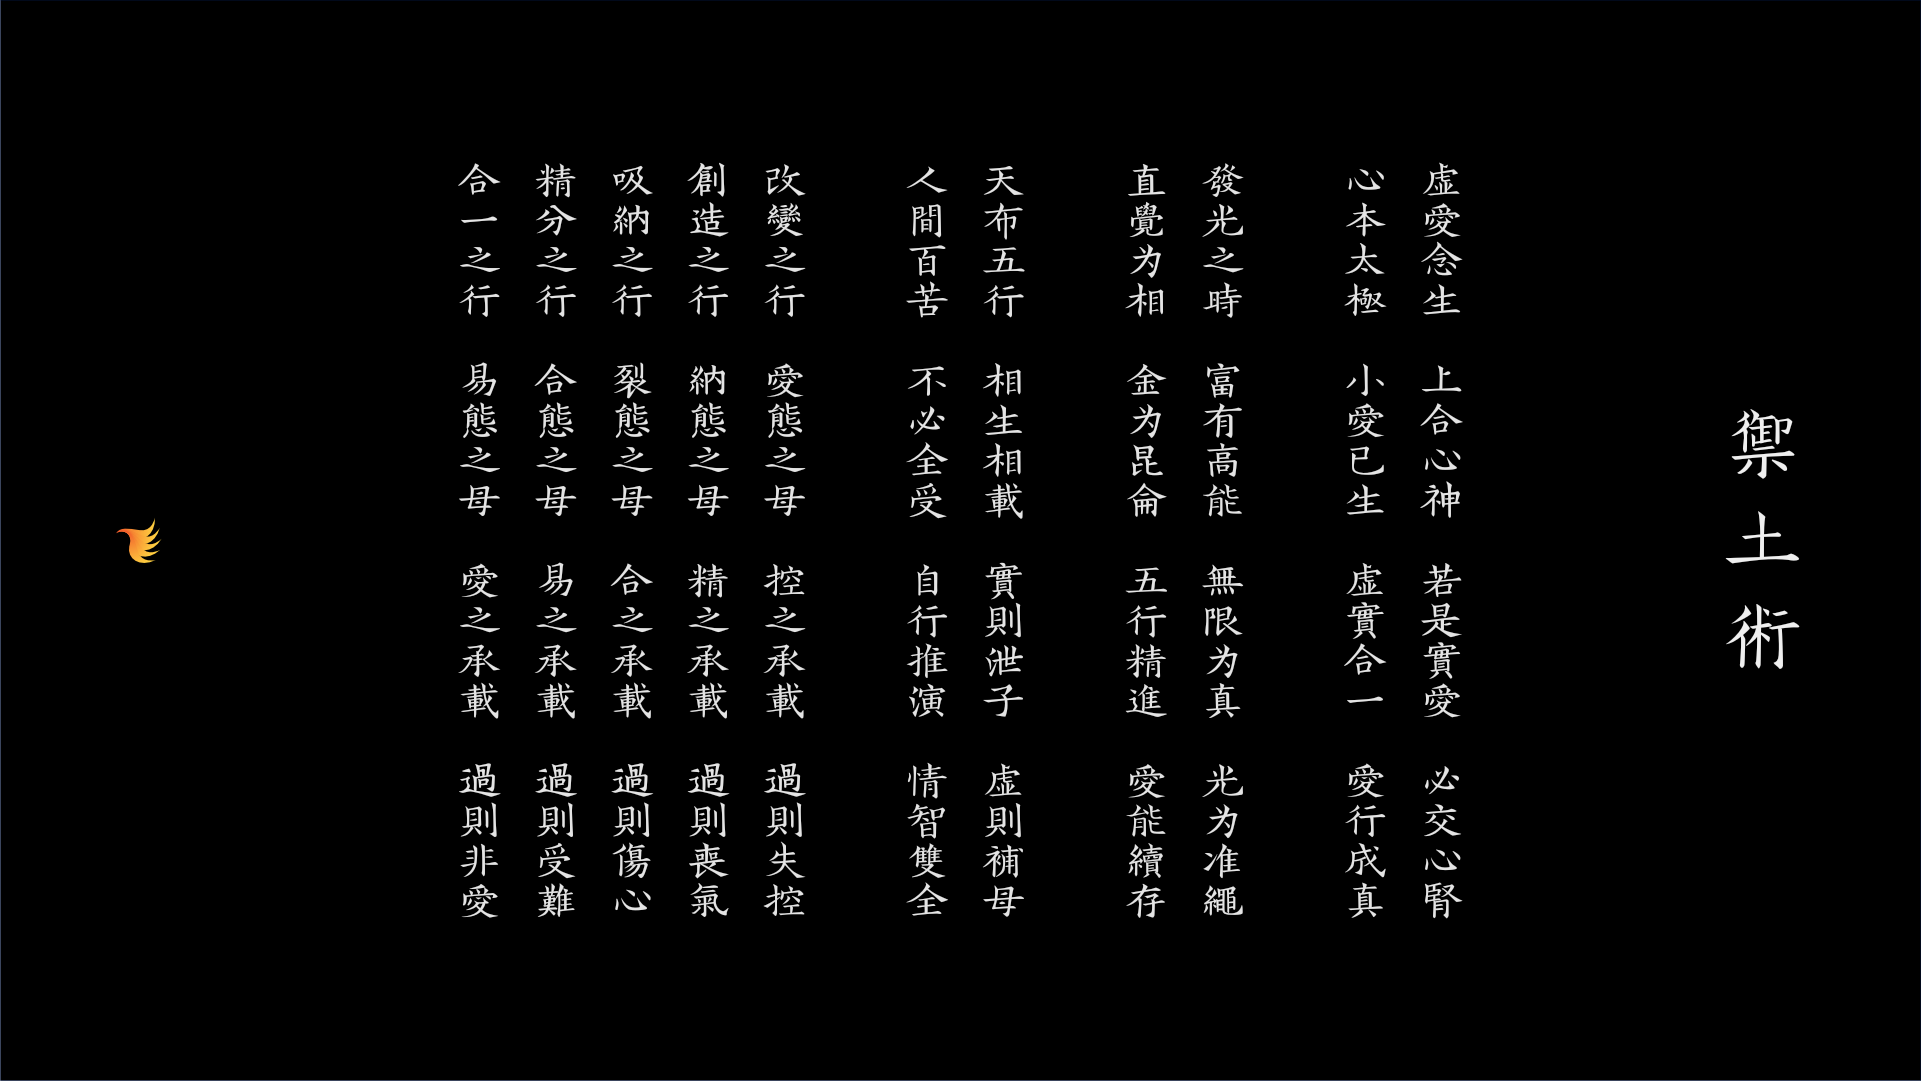 禦土術
虛愛念生 上合心神 若是實愛 必交心腎
心本太極 小愛已生 虛實合一 愛行成真
發光之時 富有高能 無限为真 光为准繩
直覺为相 金为昆侖 五行精進 愛能續存
天布五行 相生相載 實則泄子 虛則補母
人間百苦 不必全受 自行推演 情智雙全
改變之行 愛態之母 控之承載 過則失控
創造之行 納態之母 精之承載 過則喪氣
吸納之行 裂態之母 合之承載 過則傷心
精分之行 合態之母 易之承載 過則受難
合一之行 易態之母 愛之承載 過則非愛